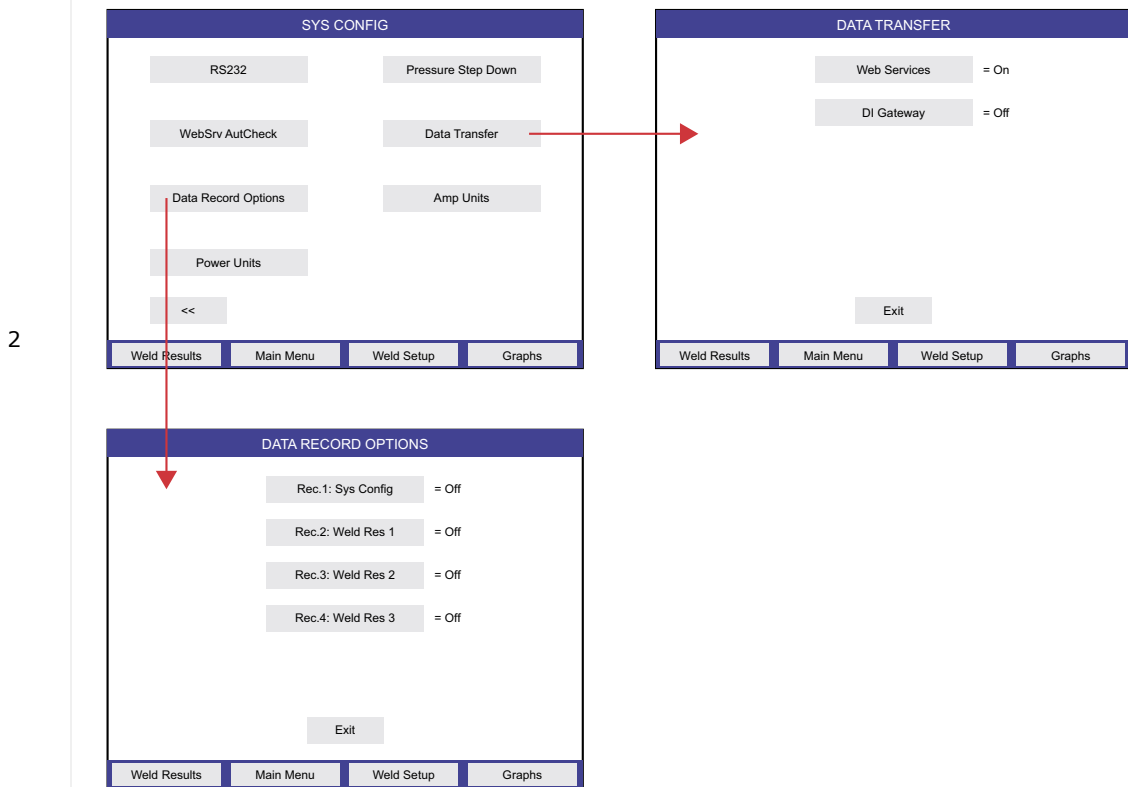 SYS CONFIG
RS232
Pressure Step Down
WebSrv AutCheck
Data Transfer
Data Record Options
Amp Units
Power Units
<<
Weld Results
Main Menu
Weld Setup
Graphs
DATA TRANSFER
Web Services = On
DI Gateway = Off
Exit
Weld Results
Main Menu
Weld Setup
Graphs
2
DATA RECORD OPTIONS
Rec.1: Sys Config = Off
Rec.2: Weld Res 1 = Off
Rec.3: Weld Res 2 = Off
Rec.4: Weld Res 3 = Off
Exit
Weld Results
Main Menu
Weld Setup
Graphs